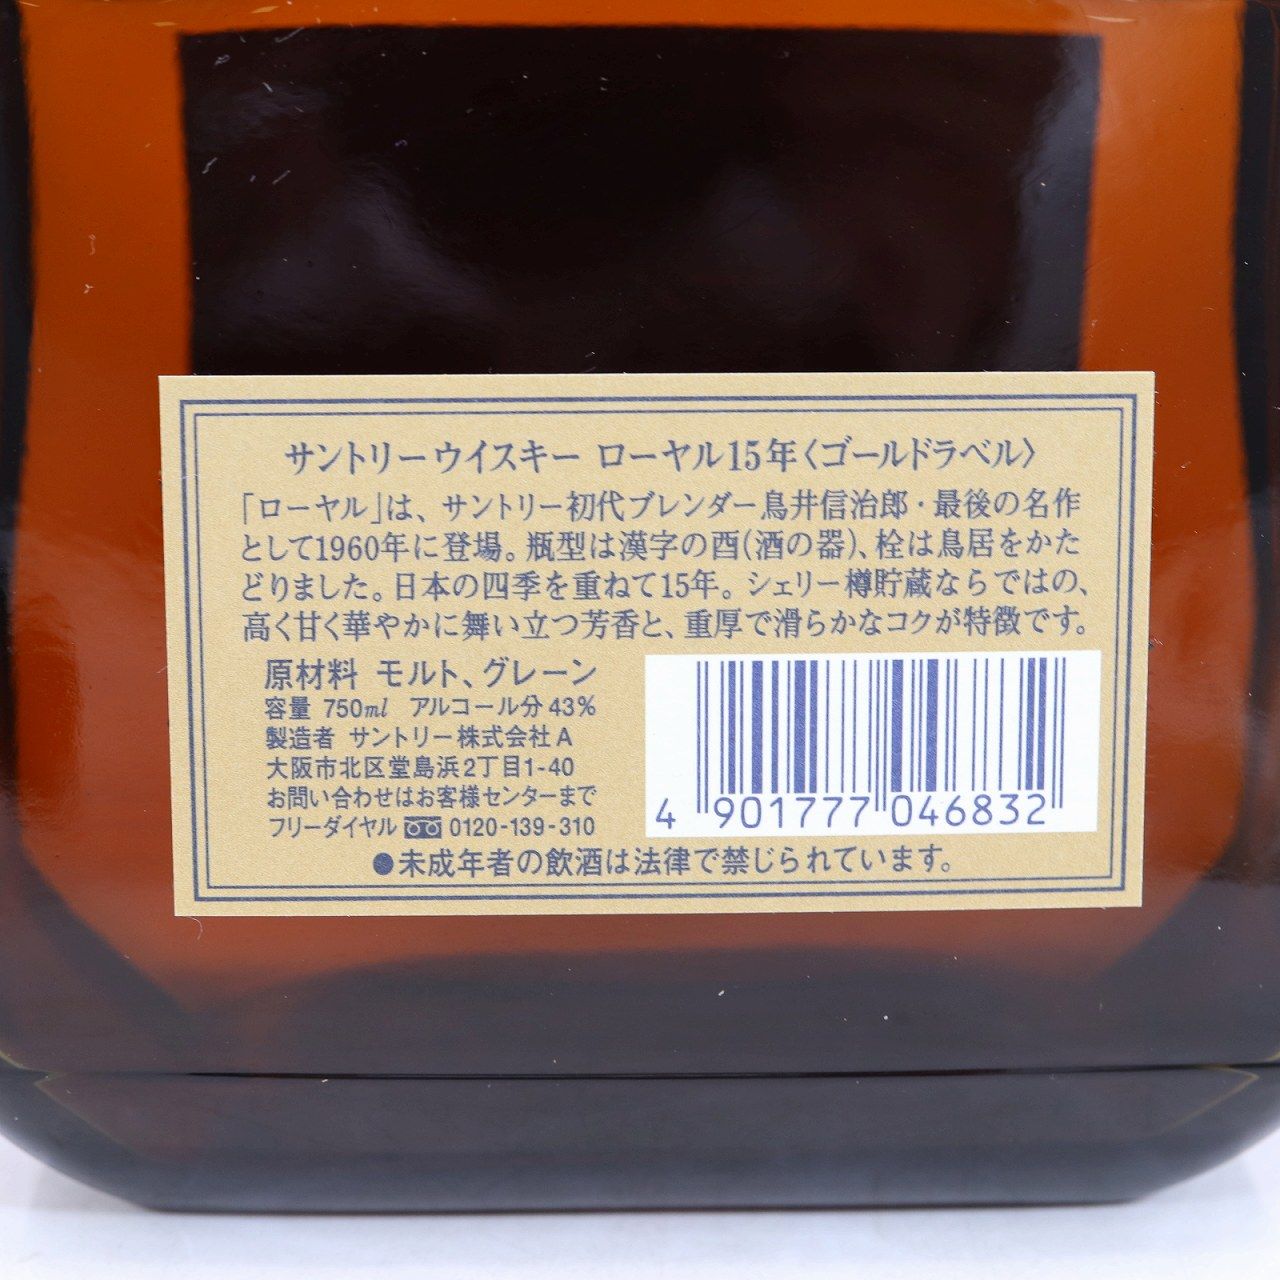 サントリーウイスキー ローヤル15年〈ゴールドラベル〉
「ローヤル」は、サントリー初代ブレンダー鳥井信治郎・最後の名作
として1960年に登場。瓶型は漢字の酉(酒の器)、栓は鳥居をかた
どりました。日本の四季を重ねて15年。シェリー樽貯蔵ならではの、
高く甘く華やかに舞い立つ芳香と、重厚で滑らかなコクが特徴です。
原材料 モルト、グレーン
容量 750ml アルコール分43%
製造者 サントリー株式会社A
大阪市北区堂島浜2丁目1-40
お問い合わせはお客様センターまで
フリーダイヤル 0120-139-310
4 901777 046832
●未成年者の飲酒は法律で禁じられています。